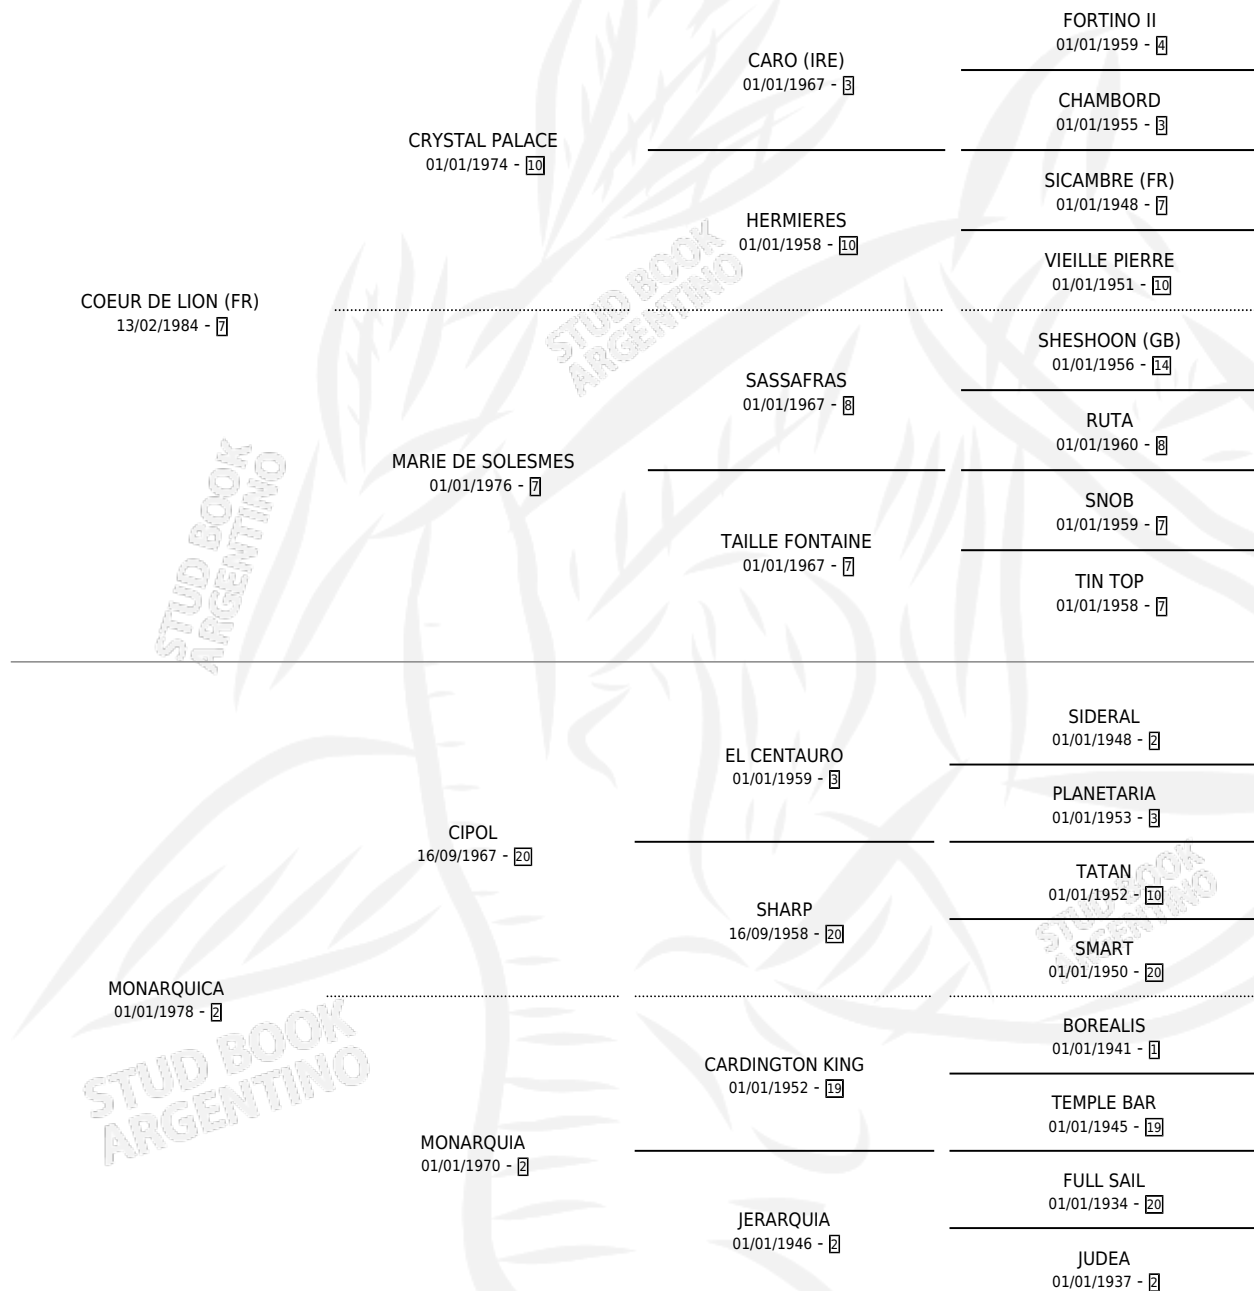 FORTINO II
01/01/1959 - 4
CARO (IRE)
01/01/1967 - 3
CHAMBORD
01/01/1955 - 3
CRYSTAL PALACE
01/01/1974 - 10
SICAMBRE (FR)
01/01/1948 - 7
HERMIERES
01/01/1958 - 10
VIEILLE PIERRE
01/01/1951 - 10
COEUR DE LION (FR)
13/02/1984 - 7
SHESHOON (GB)
01/01/1956 - 14
SASSAFRAS
01/01/1967 - 8
RUTA
01/01/1960 - 8
MARIE DE SOLESMES
01/01/1976 - 7
SNOB
01/01/1959 - 7
TAILLE FONTAINE
01/01/1967 - 7
TIN TOP
01/01/1958 - 7
SIDERAL
01/01/1948 - 2
EL CENTAURO
01/01/1959 - 3
PLANETARIA
01/01/1953 - 3
CIPOL
16/09/1967 - 20
TATAN
01/01/1952 - 10
SHARP
16/09/1958 - 20
SMART
01/01/1950 - 20
MONARQUICA
01/01/1978 - 2
BOREALIS
01/01/1941 - 1
CARDINGTON KING
01/01/1952 - 19
TEMPLE BAR
01/01/1945 - 19
MONARQUIA
01/01/1970 - 2
FULL SAIL
01/01/1934 - 20
JERARQUIA
01/01/1946 - 2
JUDEA
01/01/1937 - 2
STUD BOOK
ARGENTINO
STUD BOOK
ARGENTINO
STUD BOOK
ARGENTINO
STUD BOOK
ARGENTINO